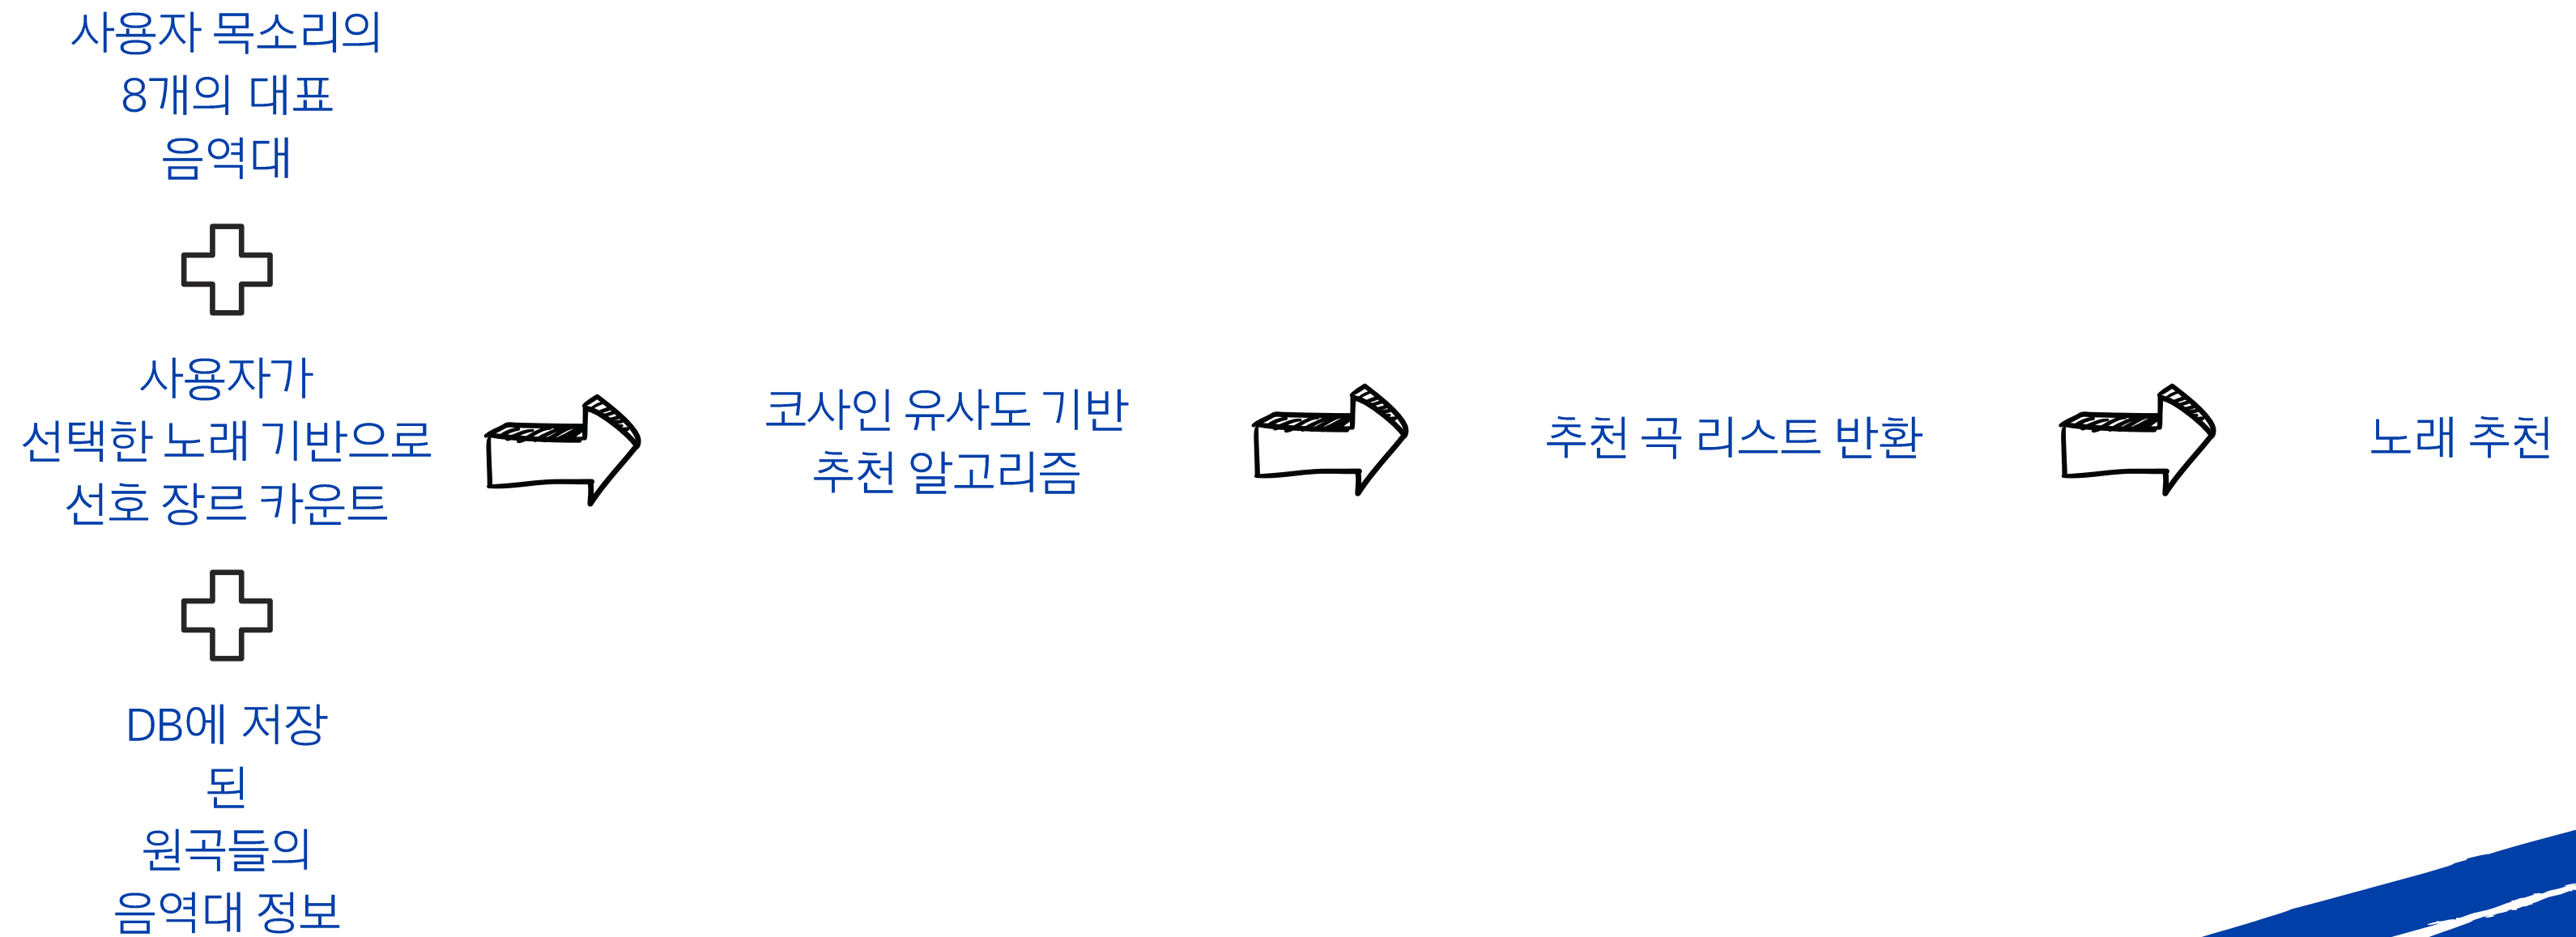 사용자 목소리의
8개의 대표
음역대
사용자가
선택한 노래 기반으로
선호 장르 카운트
DB에 저장
된
원곡들의
음역대 정보
코사인 유사도 기반
추천 알고리즘
추천 곡 리스트 반환
노래 추천